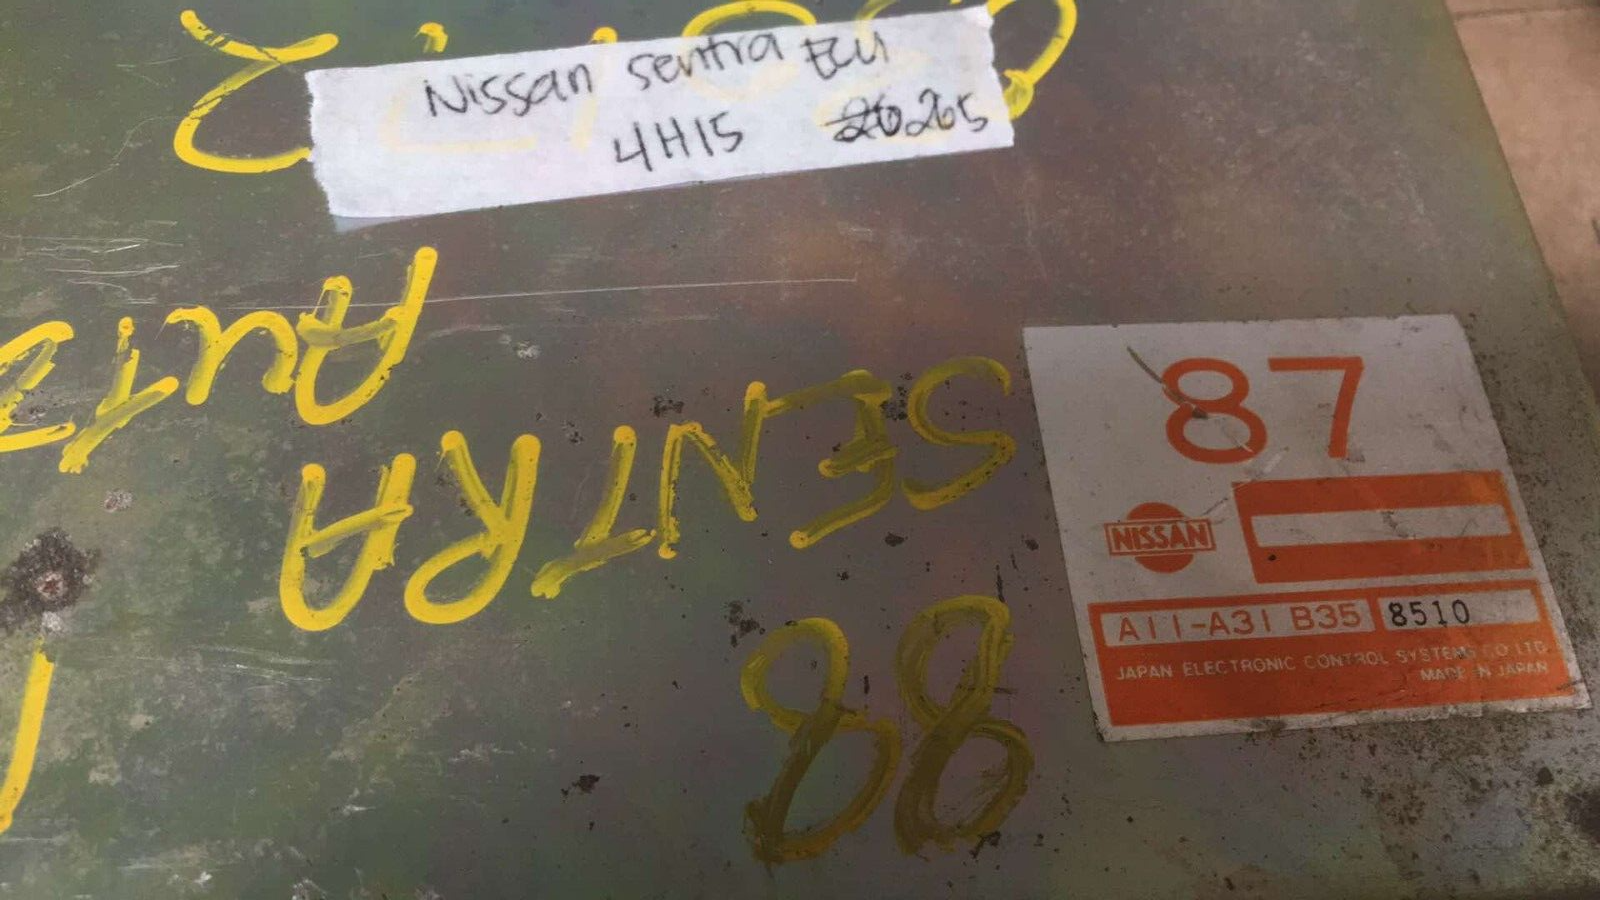 Nissan sentra ECU
4H15 26265
AUTO
SENTRA
88
87
NISSAN
A11-A31 B35 8510
JAPAN ELECTRONIC CONTROL SYSTEMS CO LTD
MADE IN JAPAN